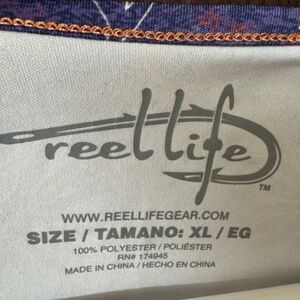 reel life
TM
WWW.REELLIFEGEAR.COM
SIZE / TAMANO: XL / EG
100% POLYESTER / POLIÉSTER
RN# 174945
MADE IN CHINA / HECHO EN CHINA